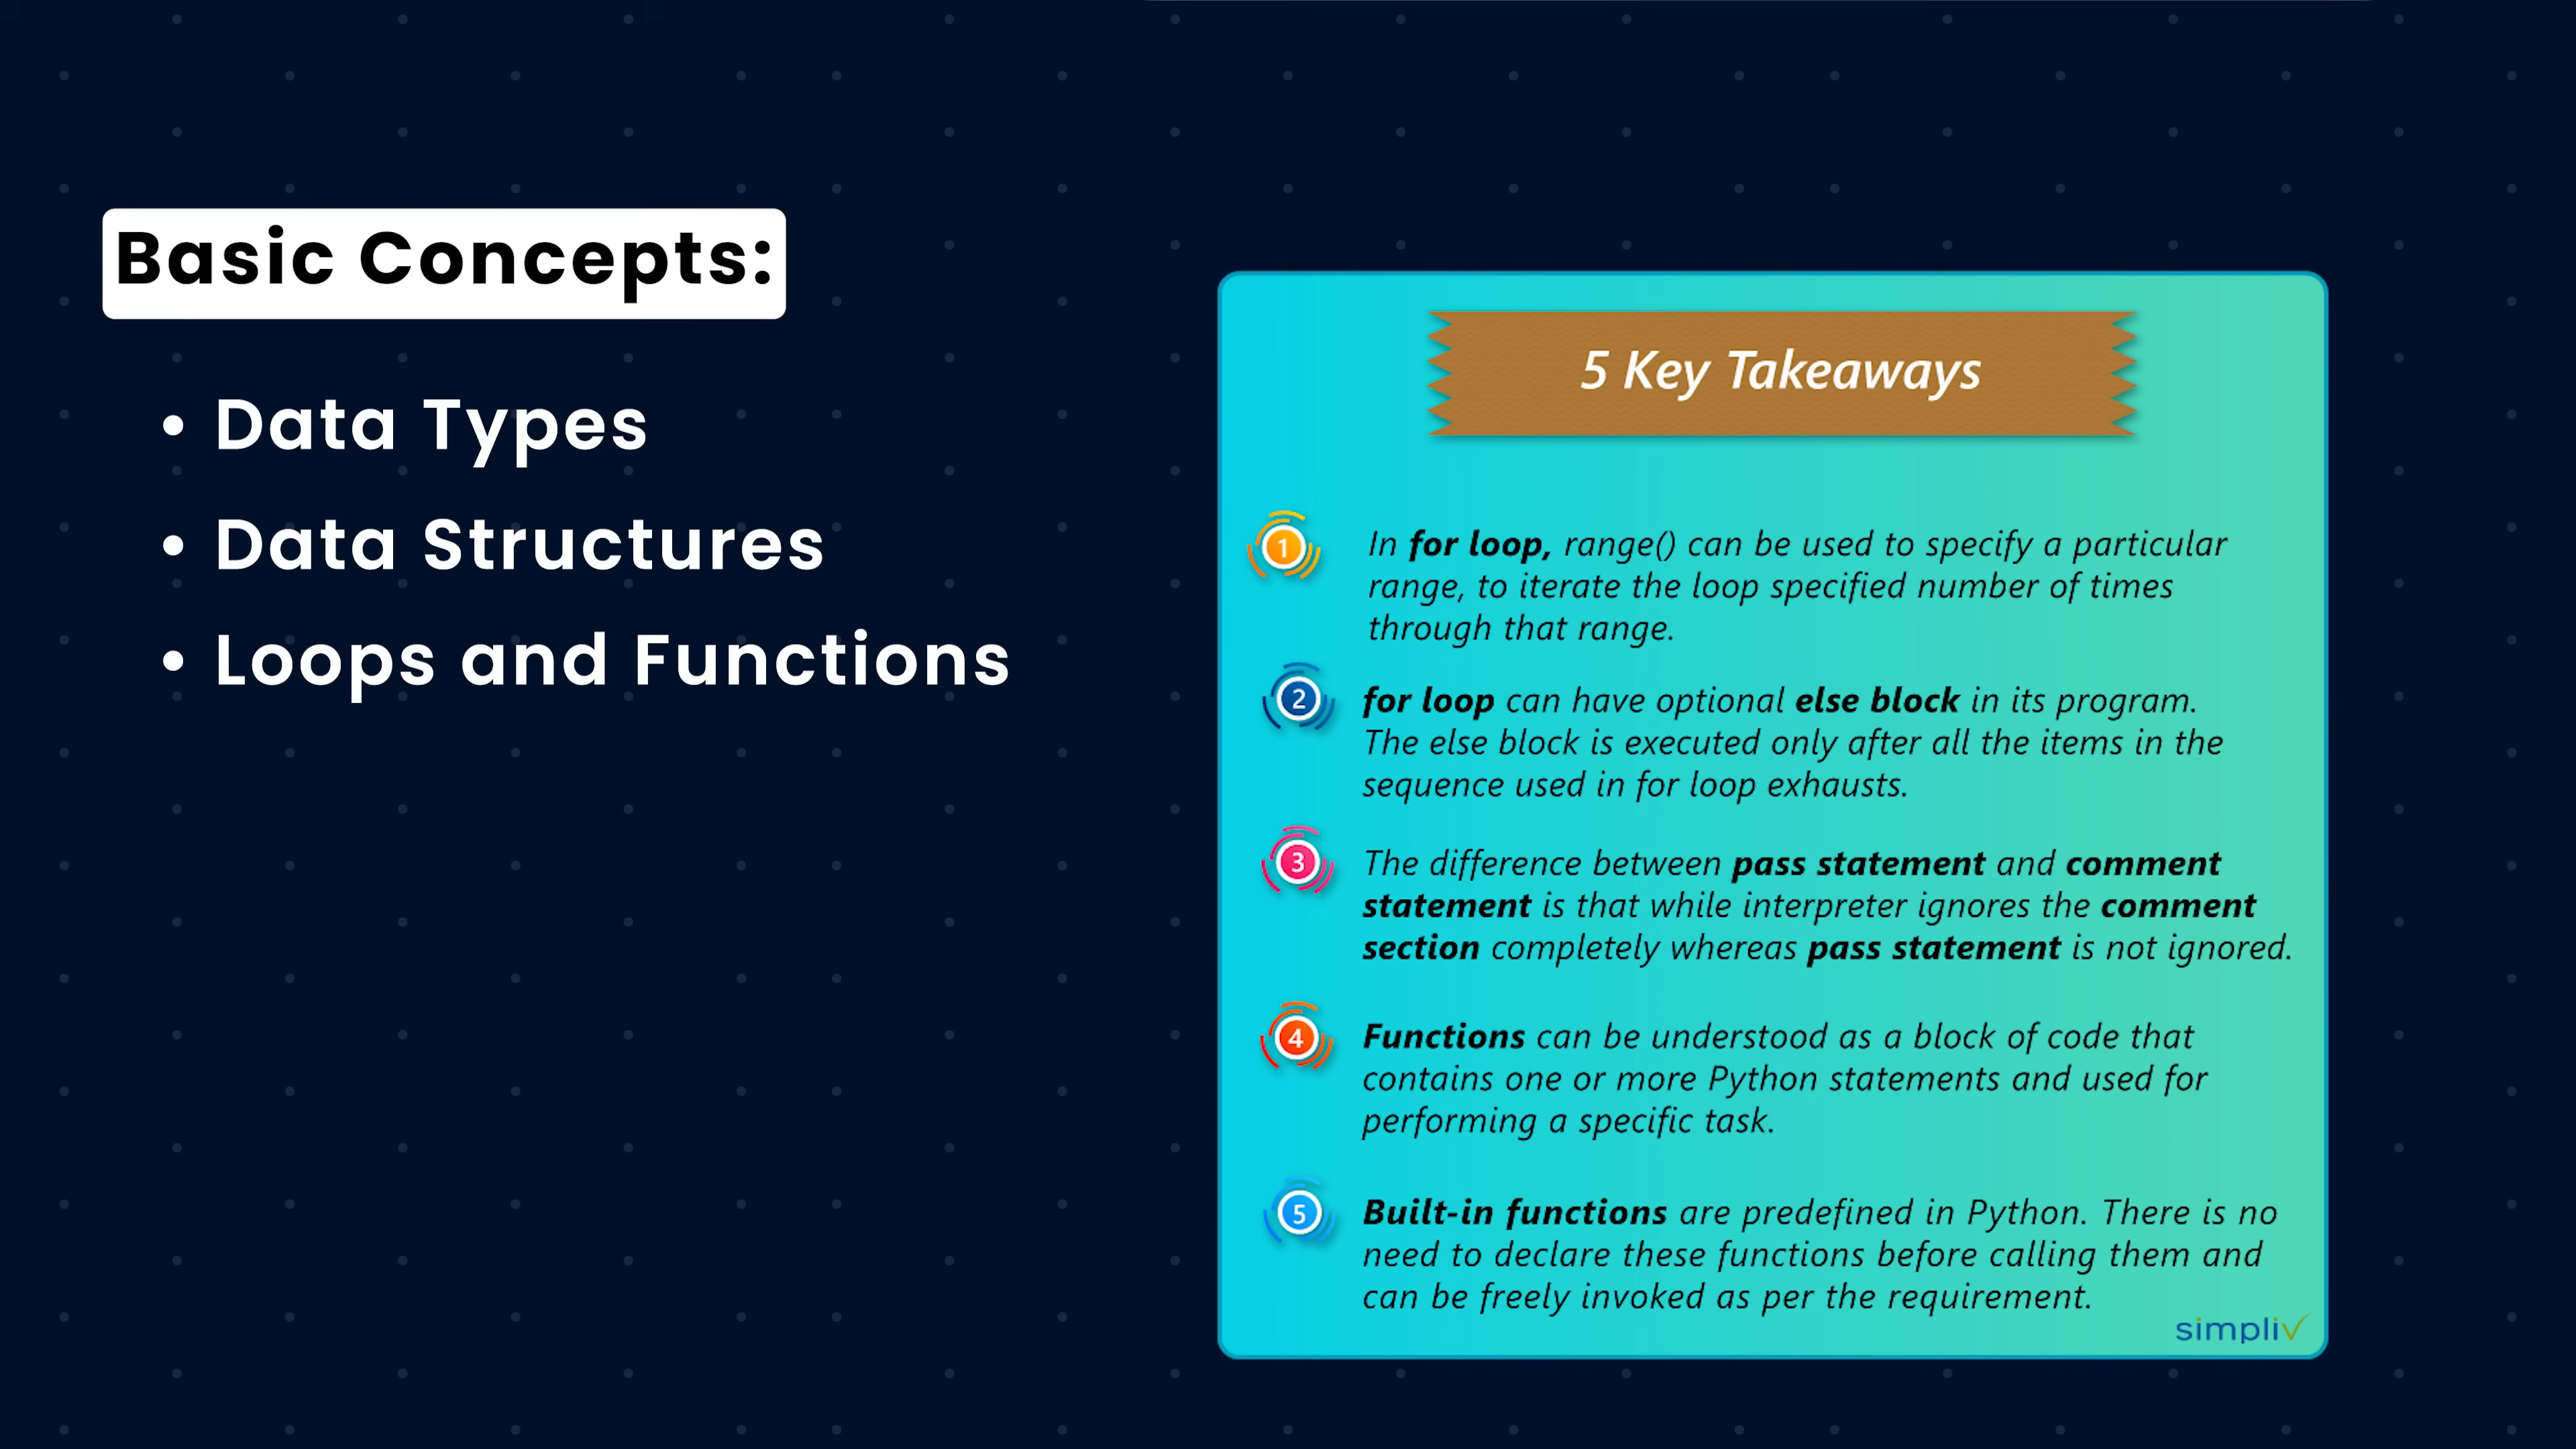 Basic Concepts:
• Data Types
• Data Structures
• Loops and Functions
5 Key Takeaways
1
In for loop, range() can be used to specify a particular
range, to iterate the loop specified number of times
through that range.
2
for loop can have optional else block in its program.
The else block is executed only after all the items in the
sequence used in for loop exhausts.
3
The difference between pass statement and comment
statement is that while interpreter ignores the comment
section completely whereas pass statement is not ignored.
4
Functions can be understood as a block of code that
contains one or more Python statements and used for
performing a specific task.
5
Built-in functions are predefined in Python. There is no
need to declare these functions before calling them and
can be freely invoked as per the requirement.
simpliv